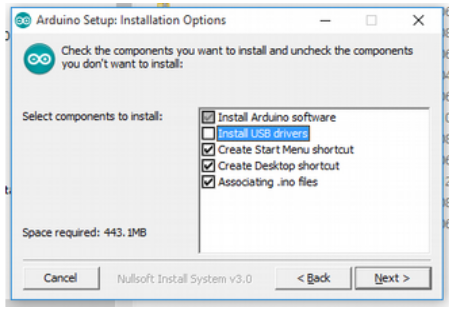 Arduino Setup: Installation Options
Check the components you want to install and uncheck the components
you don't want to install:
Select components to install:
Install Arduino software
Install USB drivers
Create Start Menu shortcut
Create Desktop shortcut
Associating .ino files
Space required: 443.1MB
Cancel
Nullsoft Install System v3.0
< Back
Next >